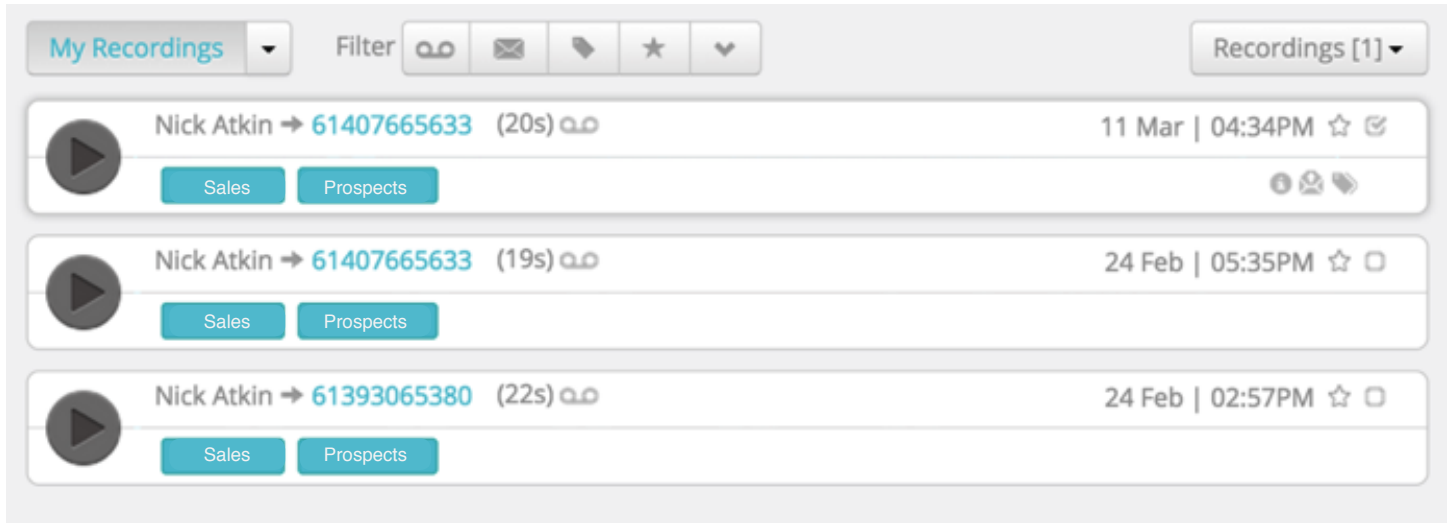 My Recordings Filter Recordings [1]
Nick Atkin 61407665633 (20s) 11 Mar | 04:34PM
Sales Prospects
Nick Atkin 61407665633 (19s) 24 Feb | 05:35PM
Sales Prospects
Nick Atkin 61393065380 (22s) 24 Feb | 02:57PM
Sales Prospects